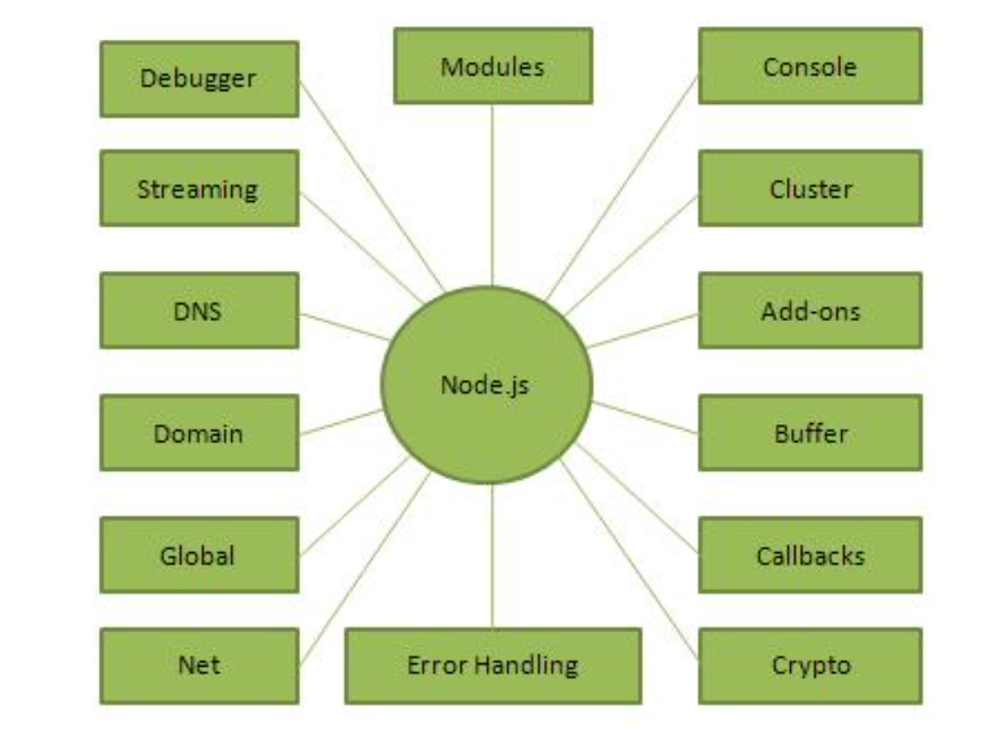 Debugger
Modules
Console
Streaming
Cluster
DNS
Add-ons
Node.js
Domain
Buffer
Global
Callbacks
Net
Error Handling
Crypto